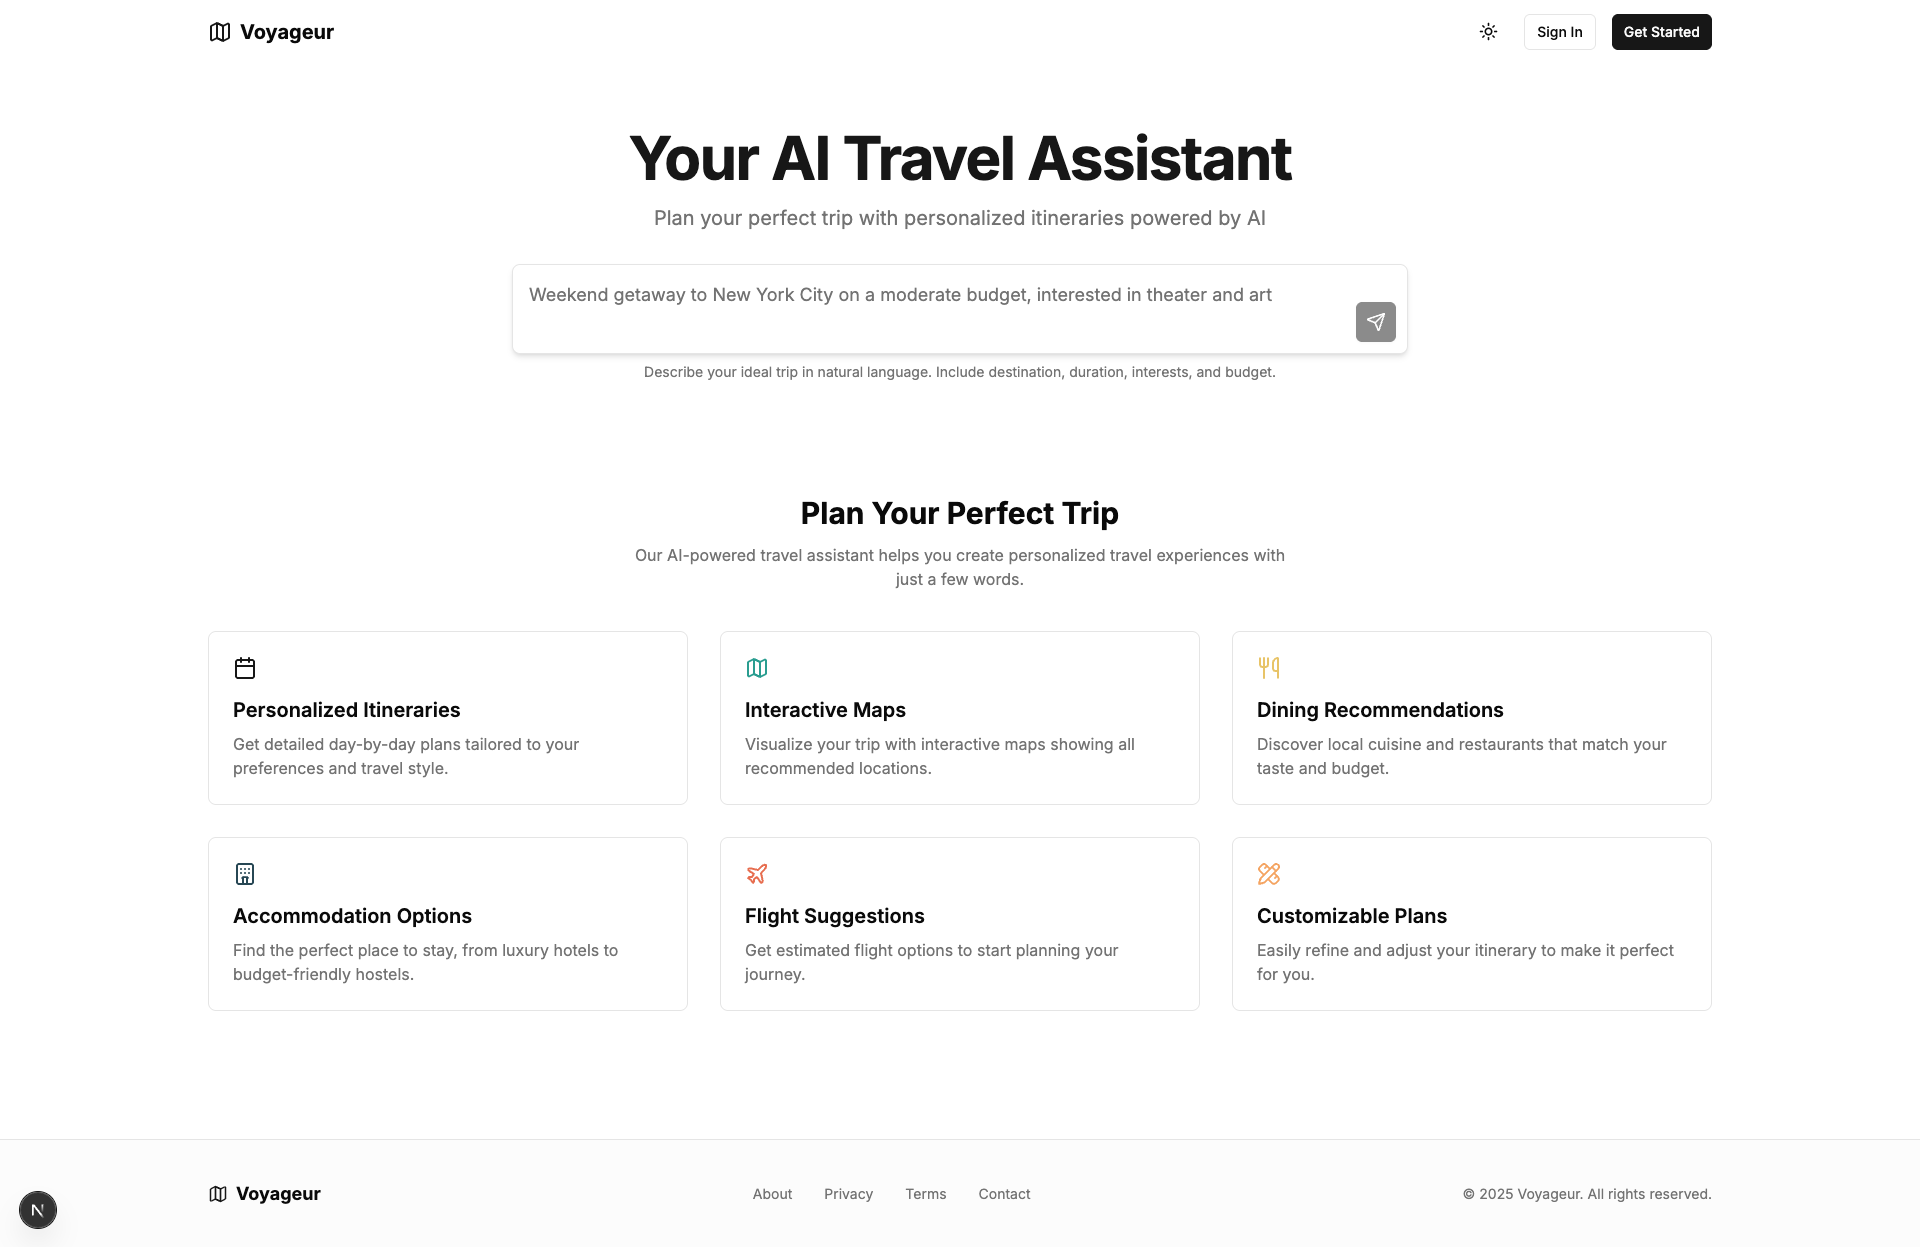 Voyageur
Sign In
Get Started
Your AI Travel Assistant
Plan your perfect trip with personalized itineraries powered by AI
Weekend getaway to New York City on a moderate budget, interested in theater and art
Describe your ideal trip in natural language. Include destination, duration, interests, and budget.
Plan Your Perfect Trip
Our AI-powered travel assistant helps you create personalized travel experiences with
just a few words.
Personalized Itineraries
Get detailed day-by-day plans tailored to your
preferences and travel style.
Interactive Maps
Visualize your trip with interactive maps showing all
recommended locations.
Dining Recommendations
Discover local cuisine and restaurants that match your
taste and budget.
Accommodation Options
Find the perfect place to stay, from luxury hotels to
budget-friendly hostels.
Flight Suggestions
Get estimated flight options to start planning your
journey.
Customizable Plans
Easily refine and adjust your itinerary to make it perfect
for you.
Voyageur
About
Privacy
Terms
Contact
© 2025 Voyageur. All rights reserved.
N